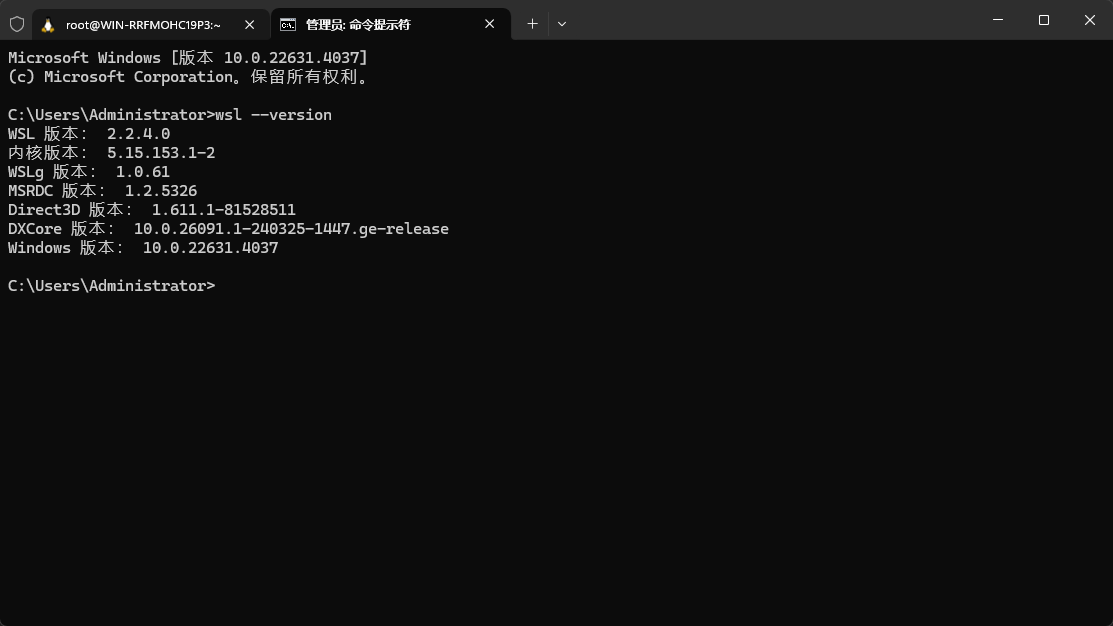 root@WIN-RRFMOHC19P3:~
管理员: 命令提示符
Microsoft Windows [版本 10.0.22631.4037]
(c) Microsoft Corporation。保留所有权利。
C:\Users\Administrator>wsl --version
WSL 版本： 2.2.4.0
内核版本： 5.15.153.1-2
WSLg 版本： 1.0.61
MSRDC 版本： 1.2.5326
Direct3D 版本： 1.611.1-81528511
DXCore 版本： 10.0.26091.1-240325-1447.ge-release
Windows 版本： 10.0.22631.4037
C:\Users\Administrator>